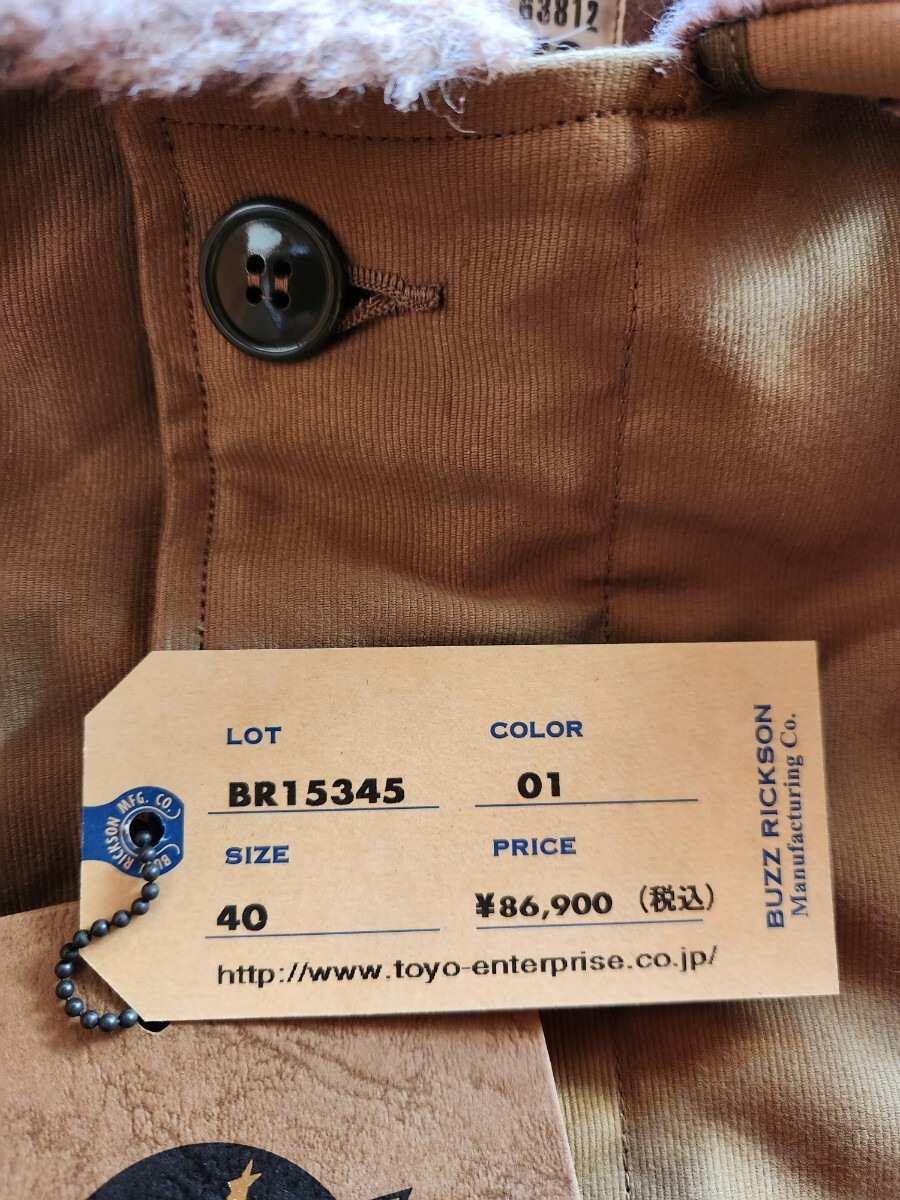 63812
LOT
COLOR
BR15345
01
SIZE
PRICE
40
¥86,900 (税込)
http://www.toyo-enterprise.co.jp/
BUZZ RICKSON
Manufacturing Co.
BUZZ RICKSON MFG. CO.